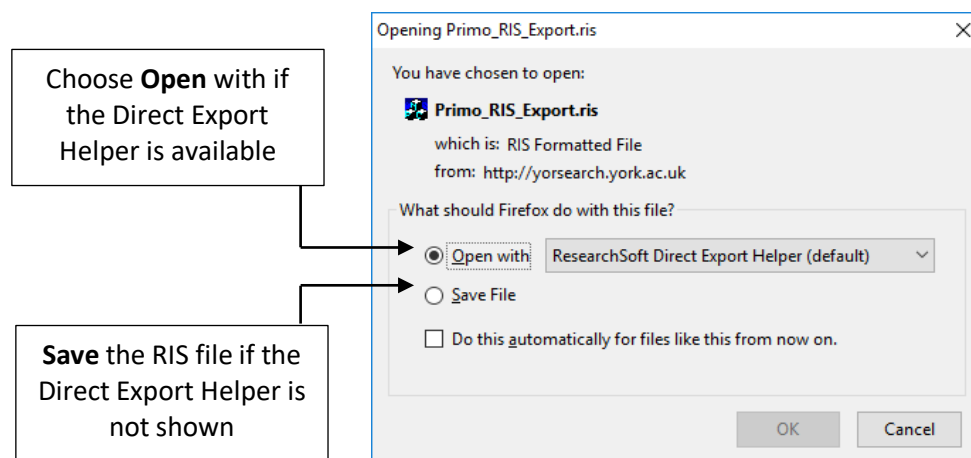 Choose Open with if
the Direct Export
Helper is available
Save the RIS file if the
Direct Export Helper is
not shown
Opening Primo_RIS_Export.ris
You have chosen to open:
Primo_RIS_Export.ris
which is: RIS Formatted File
from: http://yorsearch.york.ac.uk
What should Firefox do with this file?
Open with ResearchSoft Direct Export Helper (default)
Save File
Do this automatically for files like this from now on.
OK Cancel